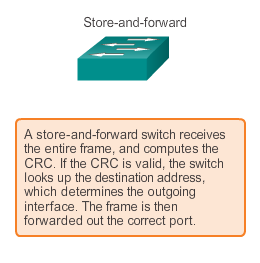 Store-and-forward
A store-and-forward switch receives
the entire frame, and computes the
CRC. If the CRC is valid, the switch
looks up the destination address,
which determines the outgoing
interface. The frame is then
forwarded out the correct port.